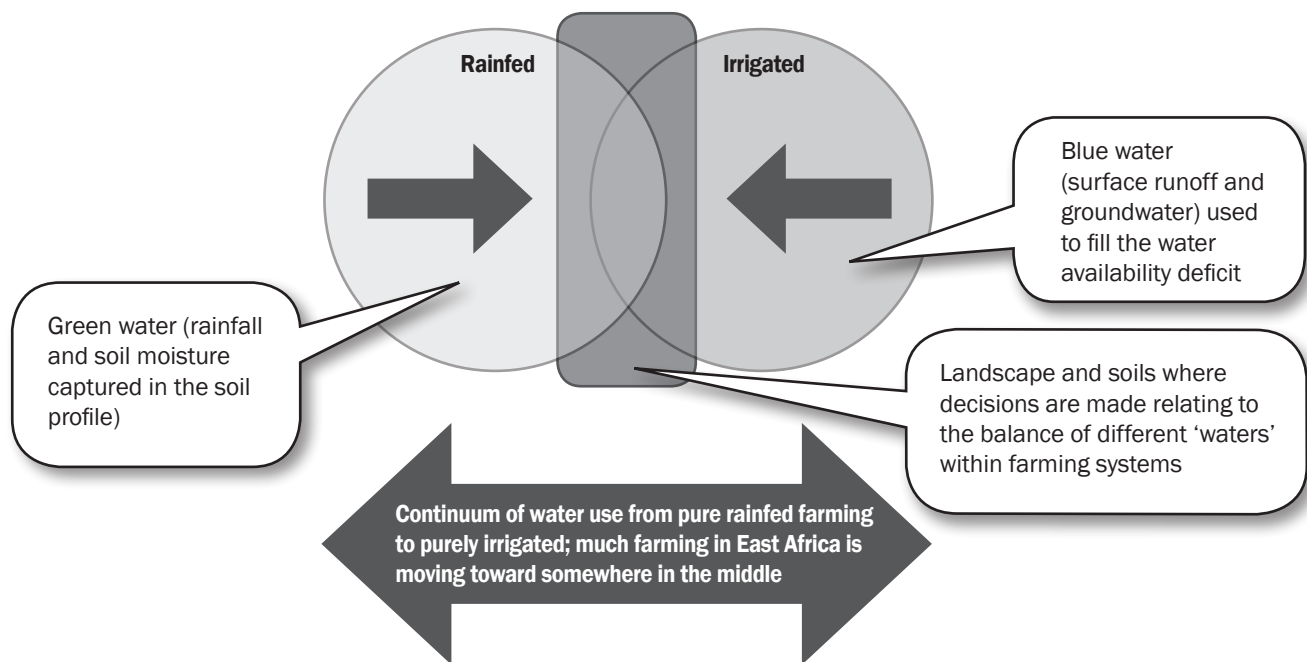 Rainfed
Irrigated
Blue water
(surface runoff and
groundwater) used
to fill the water
availability deficit
Green water (rainfall
and soil moisture
captured in the soil
profile)
Landscape and soils where
decisions are made relating to
the balance of different ‘waters’
within farming systems
Continuum of water use from pure rainfed farming
to purely irrigated; much farming in East Africa is
moving toward somewhere in the middle